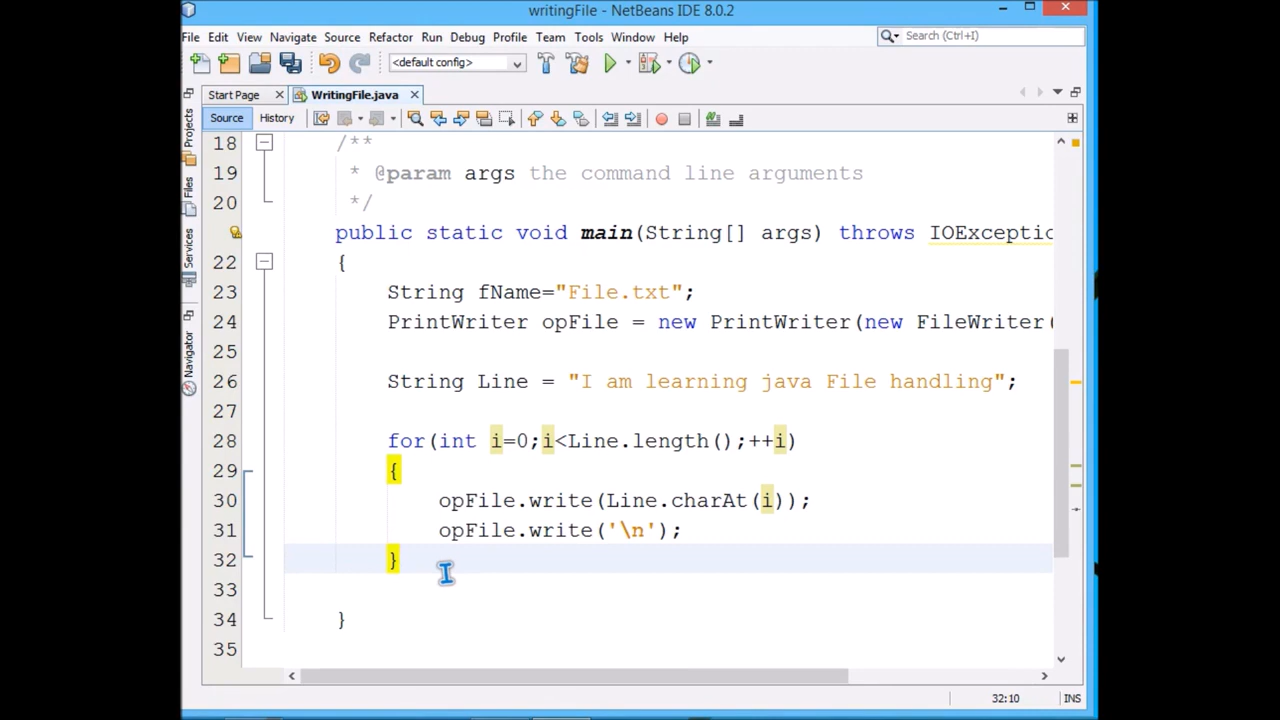 writingFile - NetBeans IDE 8.0.2
File Edit View Navigate Source Refactor Run Debug Profile Team Tools Window Help
Search (Ctrl+I)
<default config>
Start Page
WritingFile.java
Source History
Projects
Files
Services
Navigator
18 /**
19 * @param args the command line arguments
20 */
public static void main(String[] args) throws IOExceptic
22 {
23 String fName="File.txt";
24 PrintWriter opFile = new PrintWriter(new FileWriter(
25
26 String Line = "I am learning java File handling";
27
28 for(int i=0;i<Line.length();++i)
29 {
30 opFile.write(Line.charAt(i));
31 opFile.write('\n');
32 }
33
34 }
35
32:10 INS